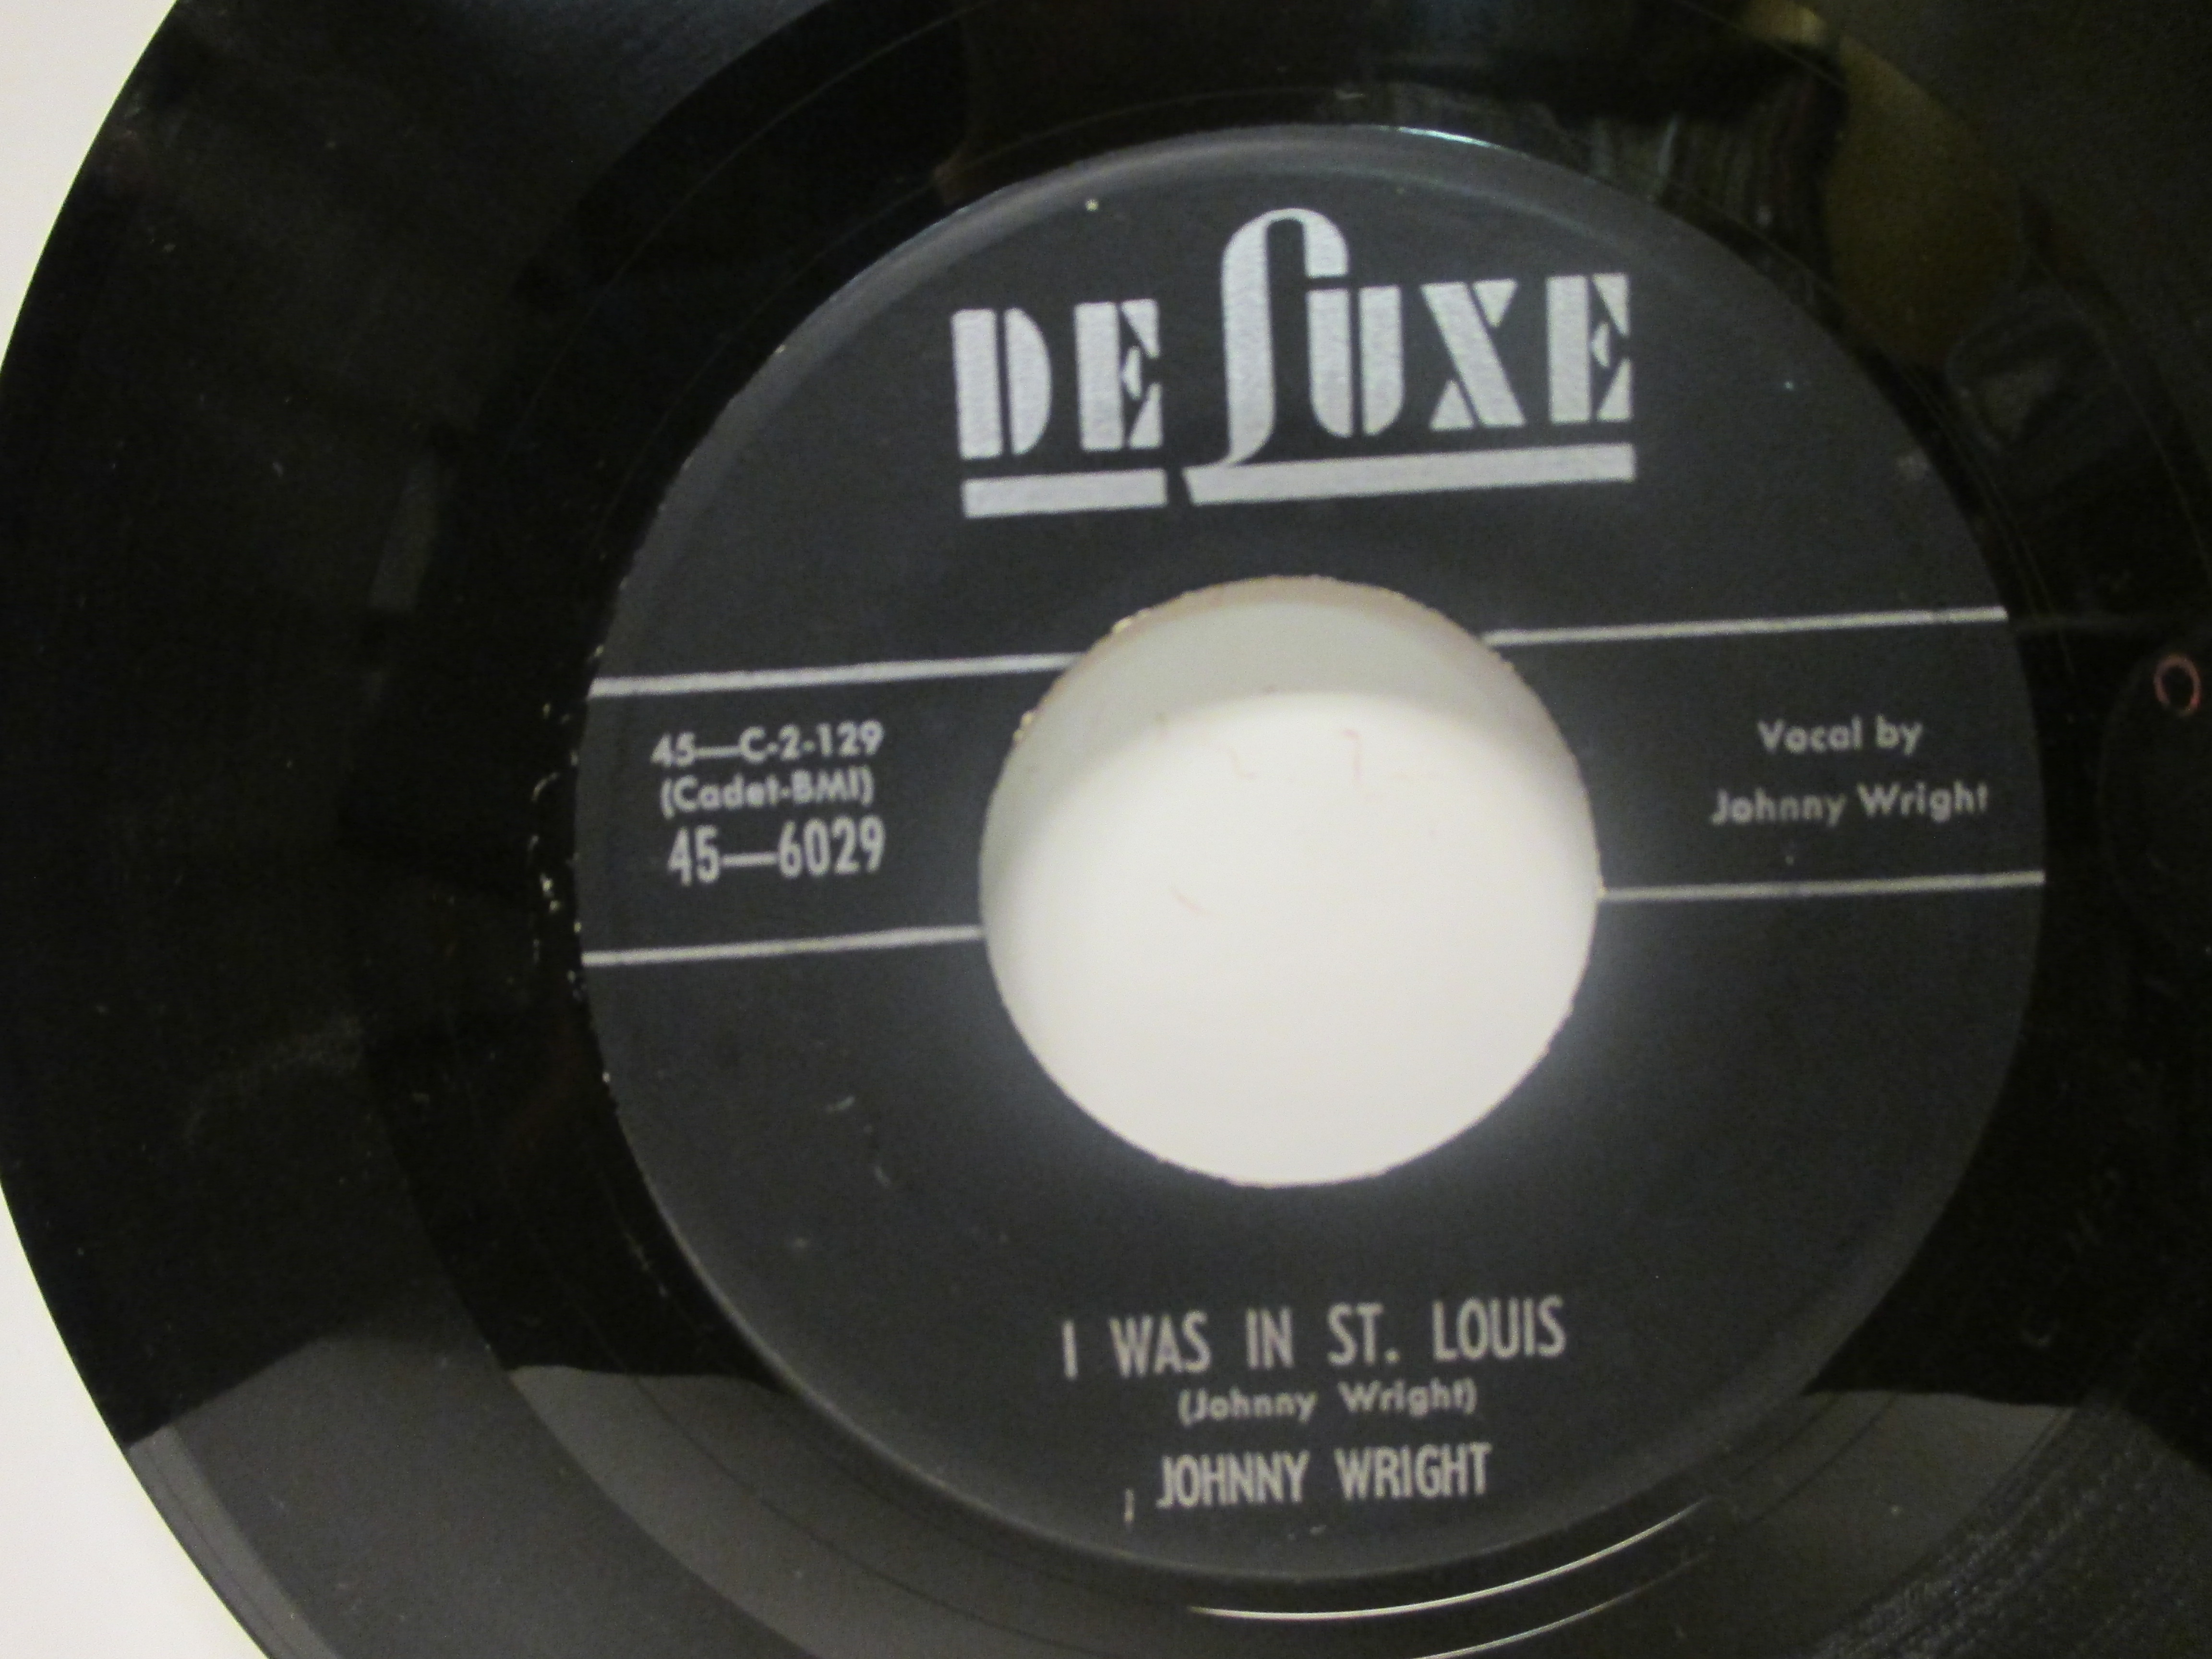 DE LUXE
45—C-2-129
(Cadet-BMI)
45—6029
Vocal by
Johnny Wright
I WAS IN ST. LOUIS
(Johnny Wright)
JOHNNY WRIGHT